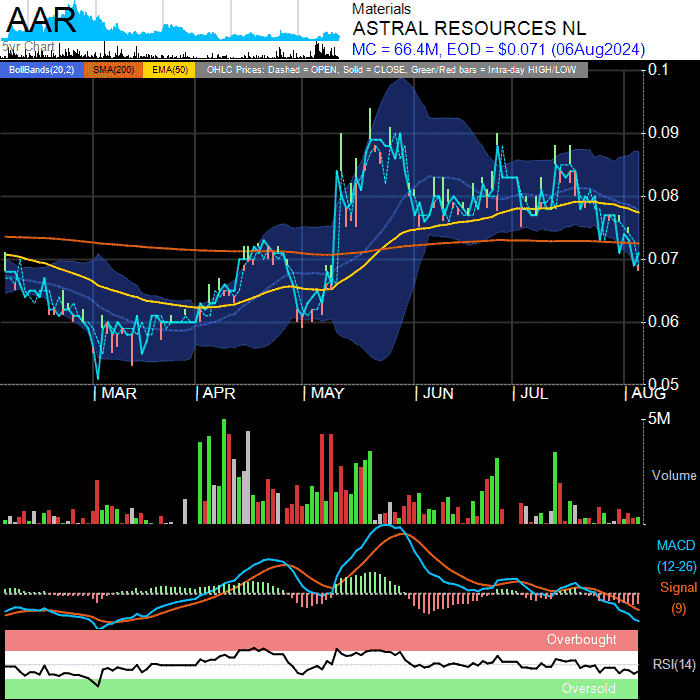 AAR
5yr Chart
Materials
ASTRAL RESOURCES NL
MC = 66.4M, EOD = $0.071 (06Aug2024)
BollBands(20,2) SMA(200) EMA(50) OHLC Prices: Dashed = OPEN, Solid = CLOSE, Green/Red bars = Intra-day HIGH/LOW
0.1
0.09
0.08
0.07
0.06
0.05
| MAR | APR | MAY | JUN | JUL | AUG
5M
Volume
MACD
(12-26)
Signal
(9)
Overbought
RSI(14)
Oversold